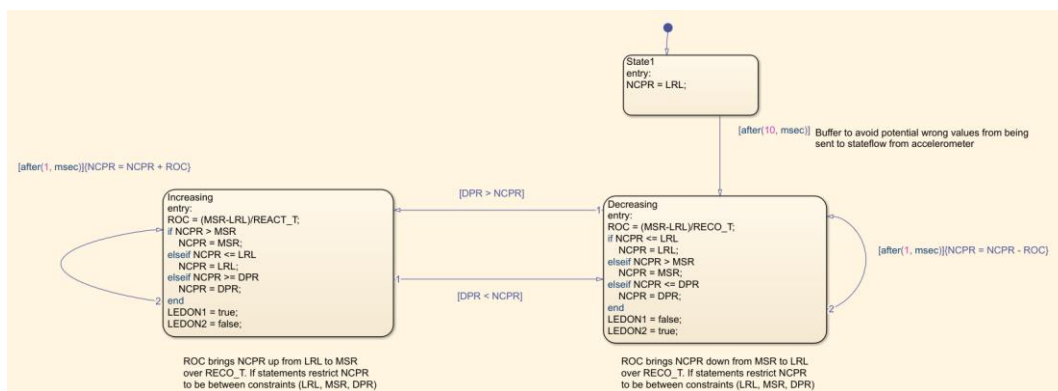 State1
entry:
NCPR = LRL;
[after(10, msec)] Buffer to avoid potential wrong values from being
sent to stateflow from accelerometer
[after(1, msec)]{NCPR = NCPR + ROC}
Increasing
entry:
ROC = (MSR-LRL)/REACT_T;
if NCPR > MSR
NCPR = MSR;
elseif NCPR <= LRL
NCPR = LRL;
elseif NCPR >= DPR
NCPR = DPR;
end
LEDON1 = true;
LEDON2 = false;
2
1
[DPR > NCPR]
1
[DPR < NCPR]
Decreasing
entry:
ROC = (MSR-LRL)/RECO_T;
if NCPR <= LRL
NCPR = LRL;
elseif NCPR > MSR
NCPR = MSR;
elseif NCPR <= DPR
NCPR = DPR;
end
LEDON1 = false;
LEDON2 = true;
2
[after(1, msec)]{NCPR = NCPR - ROC}
ROC brings NCPR up from LRL to MSR
over RECO_T. If statements restrict NCPR
to be between constraints (LRL, MSR, DPR)
ROC brings NCPR down from MSR to LRL
over RECO_T. If statements restrict NCPR
to be between constraints (LRL, MSR, DPR)